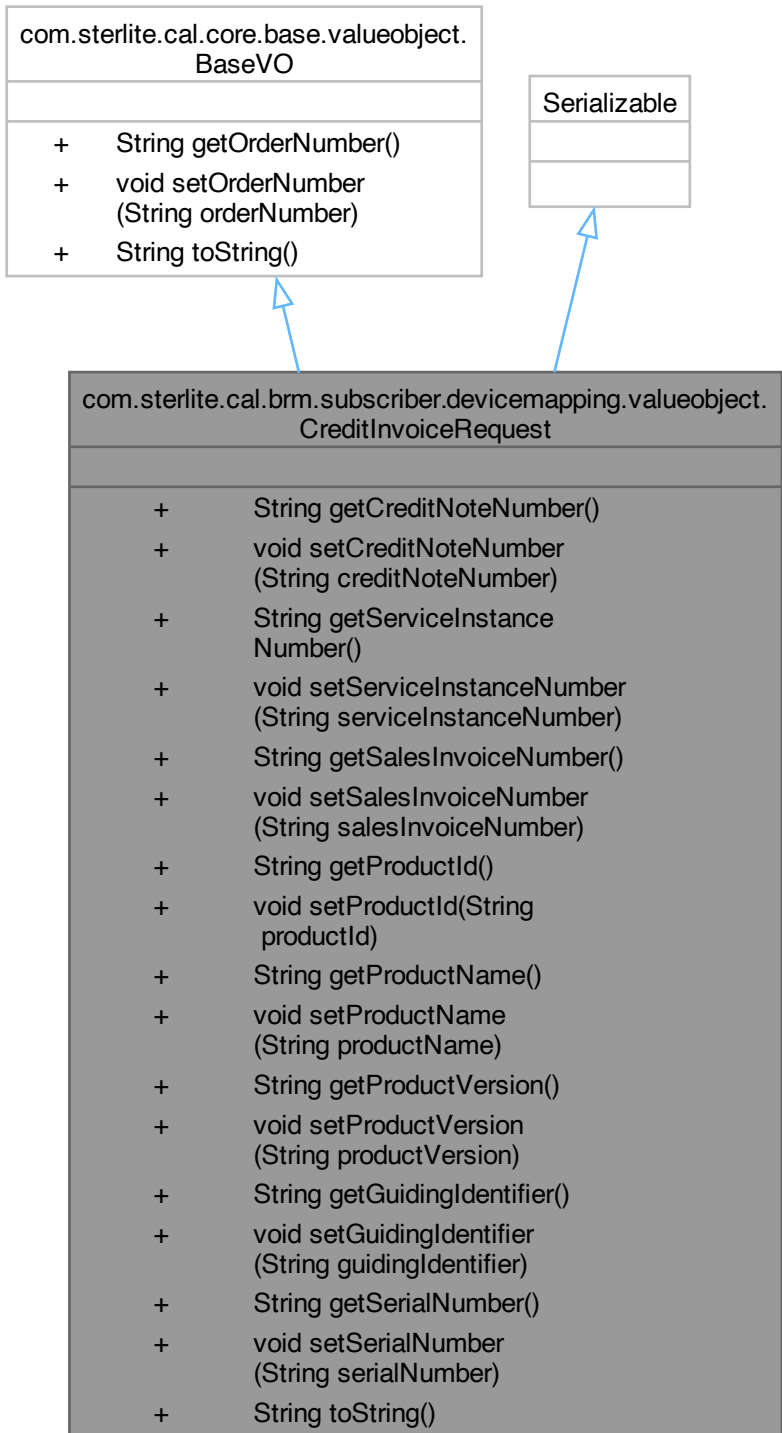 com.sterlite.cal.core.base.valueobject.
BaseVO
+ String getOrderNumber()
+ void setOrderNumber
(String orderNumber)
+ String toString()
Serializable
com.sterlite.cal.brm.subscriber.devicemapping.valueobject.
CreditInvoiceRequest
+ String getCreditNoteNumber()
+ void setCreditNoteNumber
(String creditNoteNumber)
+ String getServiceInstance
Number()
+ void setServiceInstanceNumber
(String serviceInstanceNumber)
+ String getSalesInvoiceNumber()
+ void setSalesInvoiceNumber
(String salesInvoiceNumber)
+ String getProductId()
+ void setProductId(String
productId)
+ String getProductName()
+ void setProductName
(String productName)
+ String getProductVersion()
+ void setProductVersion
(String productVersion)
+ String getGuidingIdentifier()
+ void setGuidingIdentifier
(String guidingIdentifier)
+ String getSerialNumber()
+ void setSerialNumber
(String serialNumber)
+ String toString()